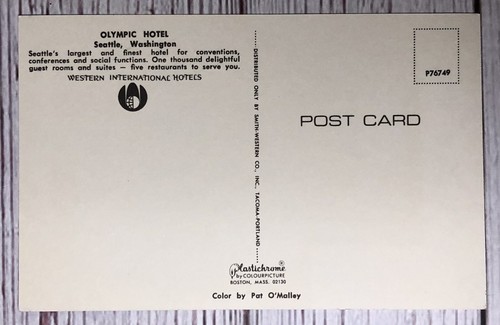 OLYMPIC HOTEL
Seattle, Washington
Seattle's largest and finest hotel for conventions,
conferences and social functions. One thousand delightful
guest rooms and suites — five restaurants to serve you.
WESTERN INTERNATIONAL HOTELS
DISTRIBUTED ONLY BY SMITH-WESTERN CO., INC., TACOMA-PORTLAND
P76749
POST CARD
Plastichrome®
by COLOURPICTURE
BOSTON, MASS. 02130
Color by Pat O'Malley